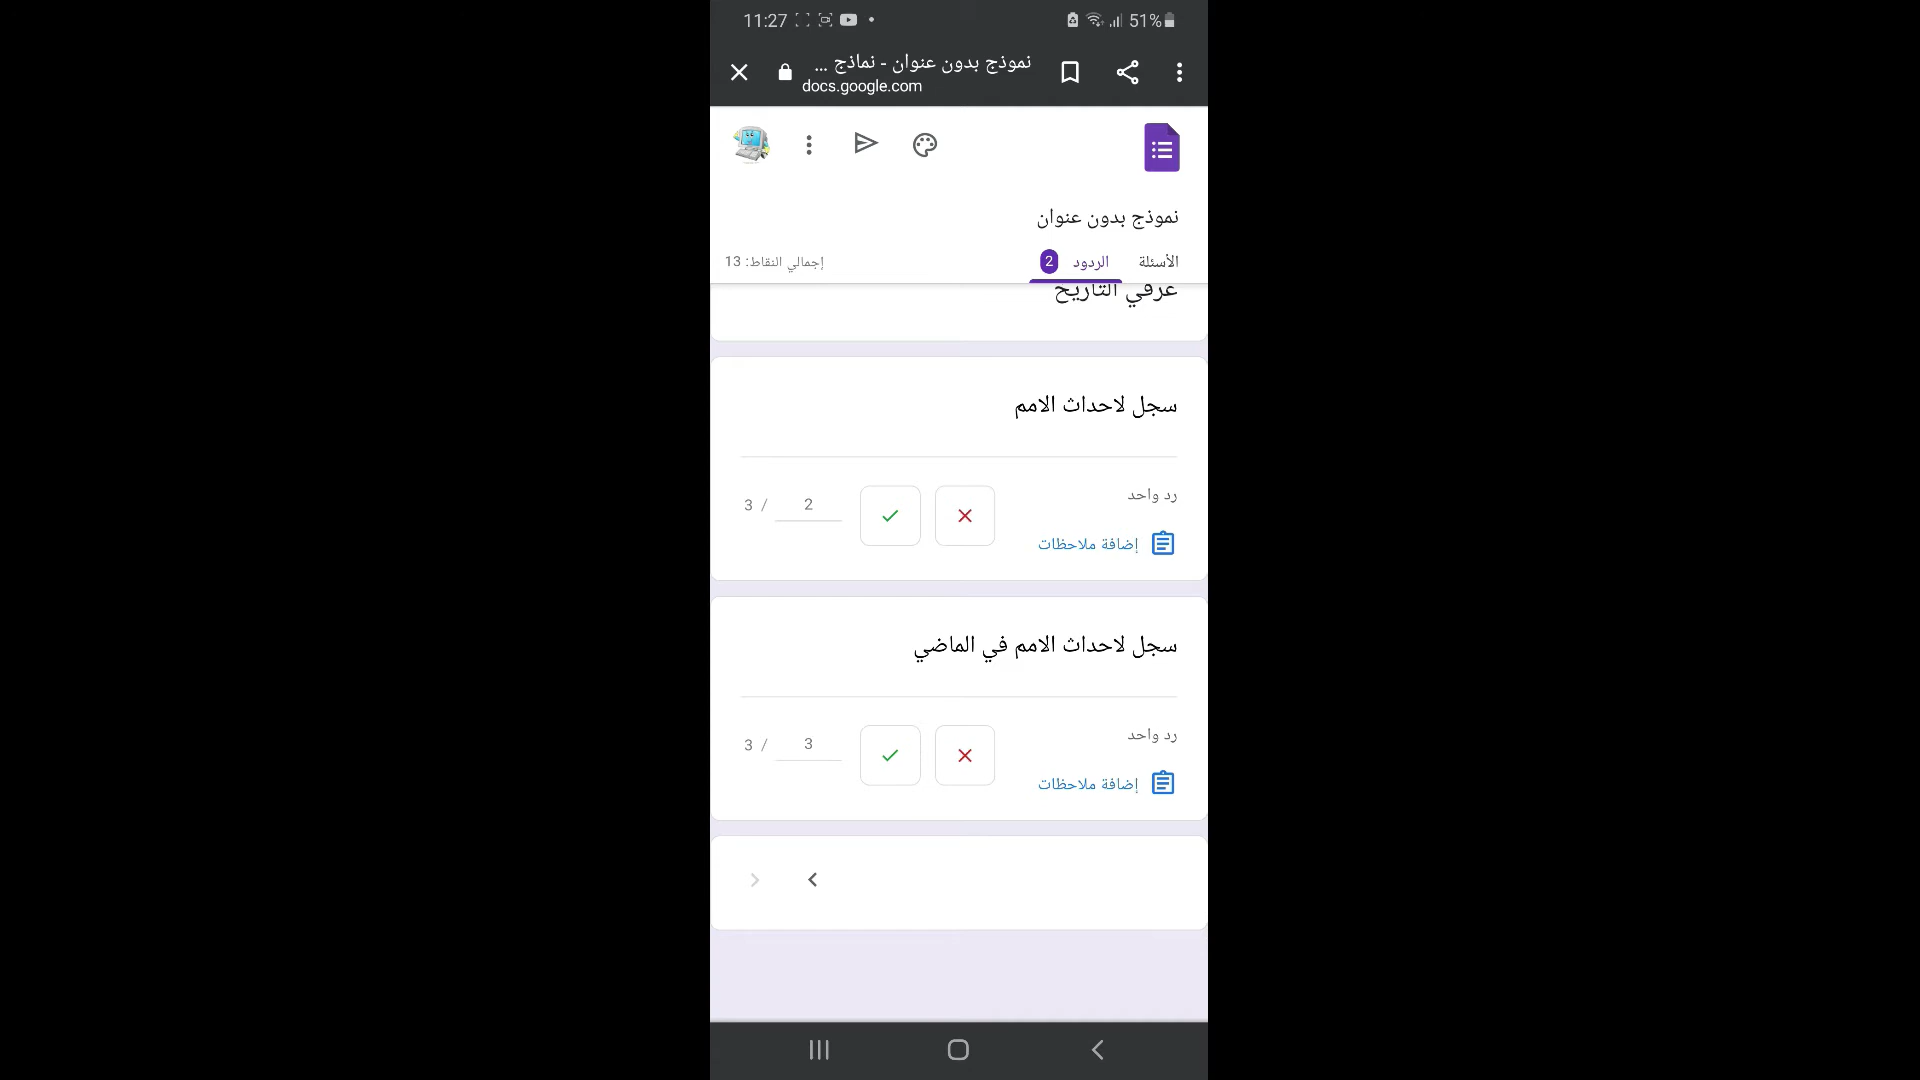 11:27
51%
نموذج بدون عنوان - نماذج ...
docs.google.com
نموذج بدون عنوان
الأسئلة
الردود 2
إجمالي النقاط: 13
عرفي التاريخ
سجل لاحداث الامم
رد واحد
2 / 3
إضافة ملاحظات
سجل لاحداث الامم في الماضي
رد واحد
3 / 3
إضافة ملاحظات